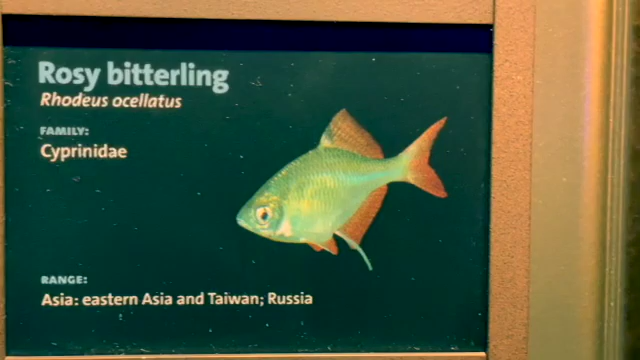 Rosy bitterling
Rhodeus ocellatus
FAMILY:
Cyprinidae
RANGE:
Asia: eastern Asia and Taiwan; Russia